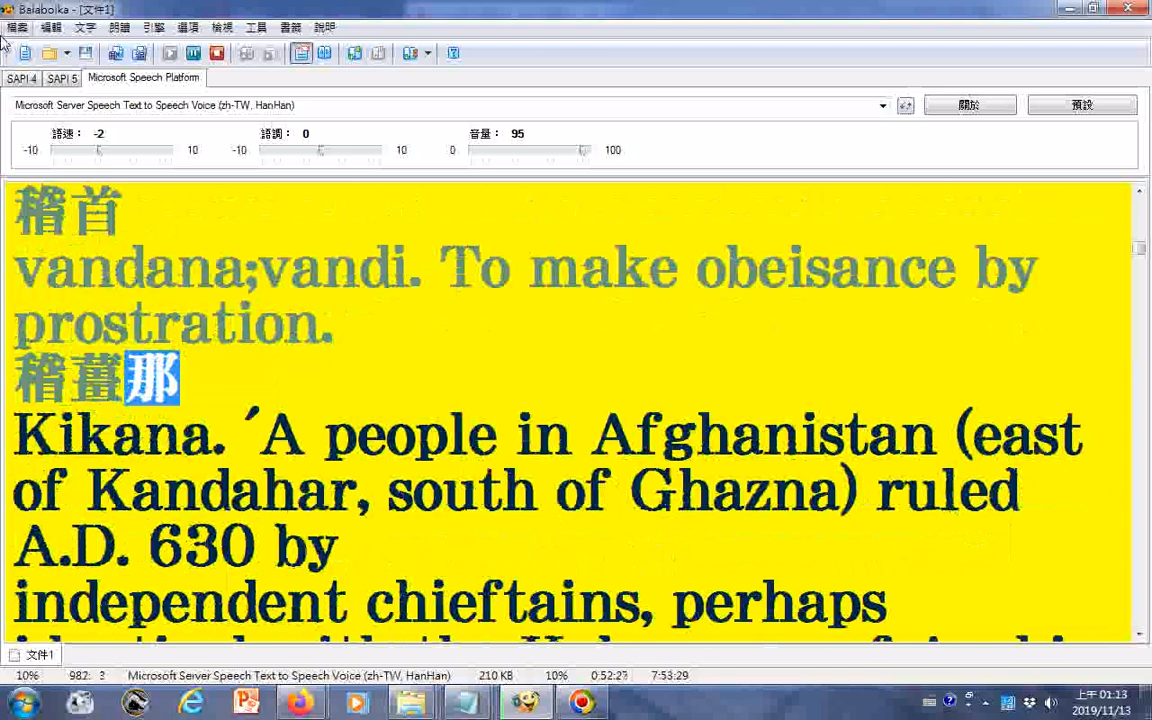 Balabolka - [文件1]
檔案 編輯 文字 朗讀 引擎 選項 檢視 工具 書籤 說明
SAPI 4 SAPI 5 Microsoft Speech Platform
Microsoft Server Speech Text to Speech Voice (zh-TW, HanHan) 關於 預設
語速： -2 語調： 0 音量： 95
-10 10 -10 10 0 100
稽首
vandana;vandi. To make obeisance by
prostration.
稽薑那
Kikana. ´A people in Afghanistan (east
of Kandahar, south of Ghazna) ruled
A.D. 630 by
independent chieftains, perhaps
文件1
10% 982: Microsoft Server Speech Text to Speech Voice (zh-TW, HanHan) 210 KB 10% 0:52:27 7:53:29
上午 01:13
2019/11/13